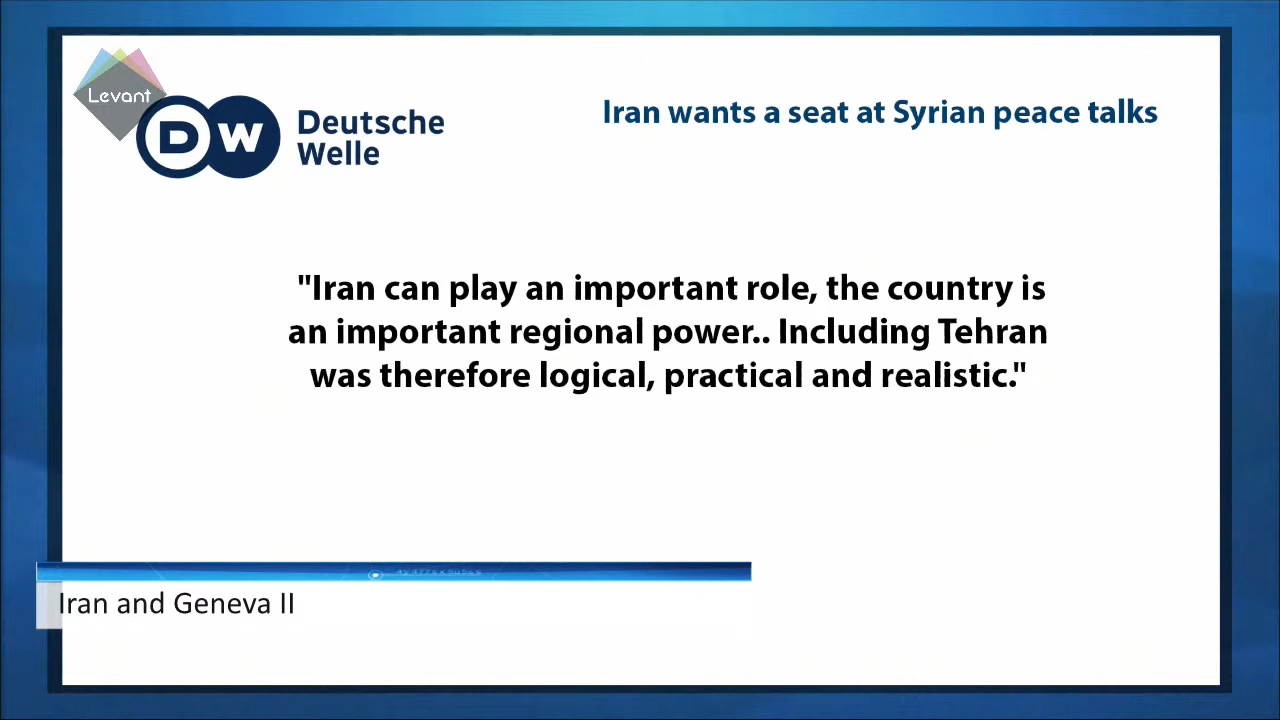 Levant
DW Deutsche
Welle
Iran wants a seat at Syrian peace talks
"Iran can play an important role, the country is
an important regional power.. Including Tehran
was therefore logical, practical and realistic."
Iran and Geneva II